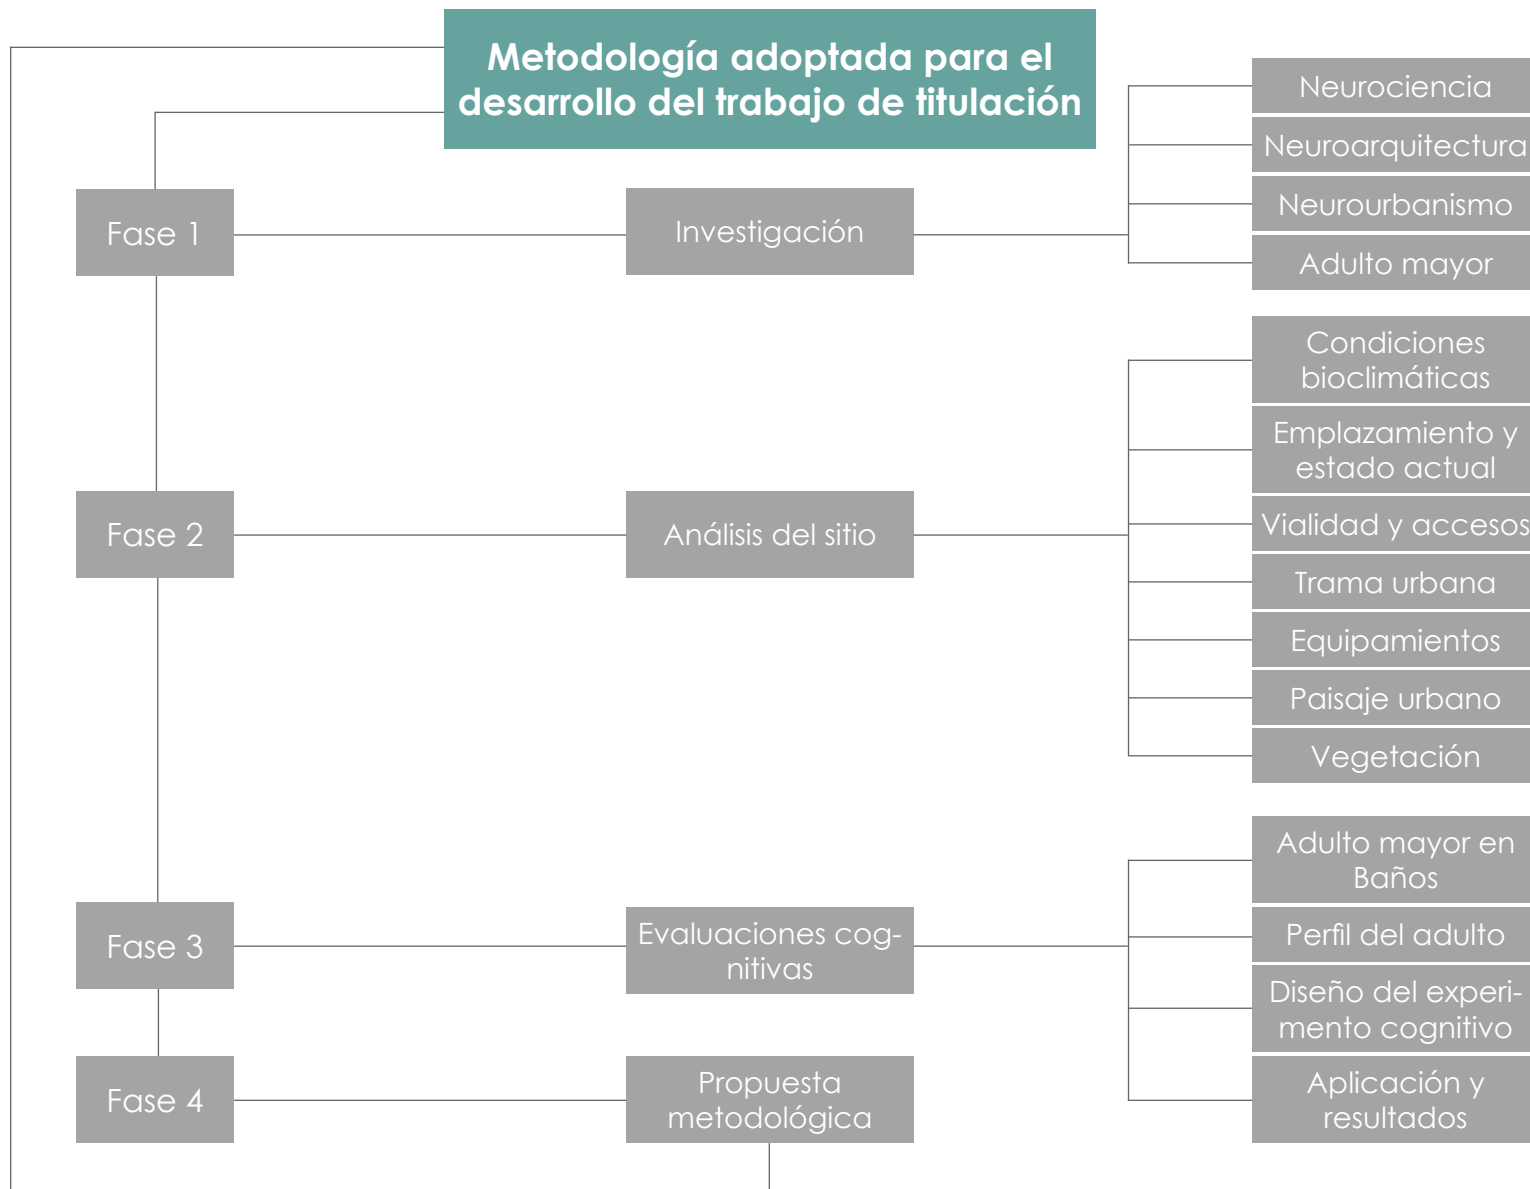 Metodología adoptada para el
desarrollo del trabajo de titulación
Fase 1
Investigación
Neurociencia
Neuroarquitectura
Neurourbanismo
Adulto mayor
Fase 2
Análisis del sitio
Condiciones
bioclimáticas
Emplazamiento y
estado actual
Vialidad y accesos
Trama urbana
Equipamientos
Paisaje urbano
Vegetación
Fase 3
Evaluaciones cog-
nitivas
Adulto mayor en
Baños
Perfil del adulto
Diseño del experi-
mento cognitivo
Aplicación y
resultados
Fase 4
Propuesta
metodológica